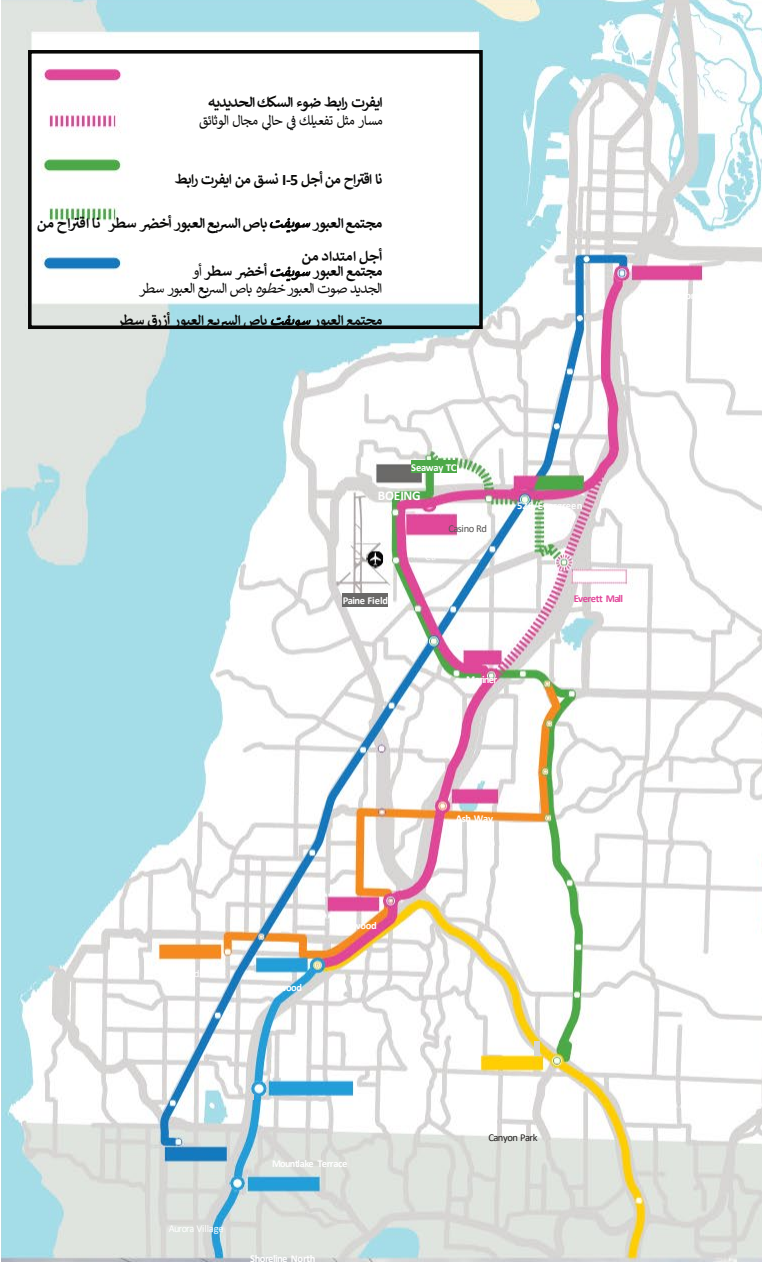 ايفرت رابط ضوء السكك الحديديه
مسار مثل تفعيلك في حالي مجال الوثائق
نا اقتراح من أجل I-5 نسق من ايفرت رابط
مجتمع العبور سويفت باص السريع العبور أخضر سطر نا اقتراح من
أجل امتداد من
مجتمع العبور سويفت أخضر سطر أو
الجديد صوت العبور خطوه باص السريع العبور سطر
مجتمع العبور سويفت باص السريع العبور أزرق سطر
Seaway TC
BOEING
Casino Rd
Paine Field
Everett Mall
Mariner
Ash Way
Canyon Park
Mountlake Terrace
Aurora Village
Shoreline North